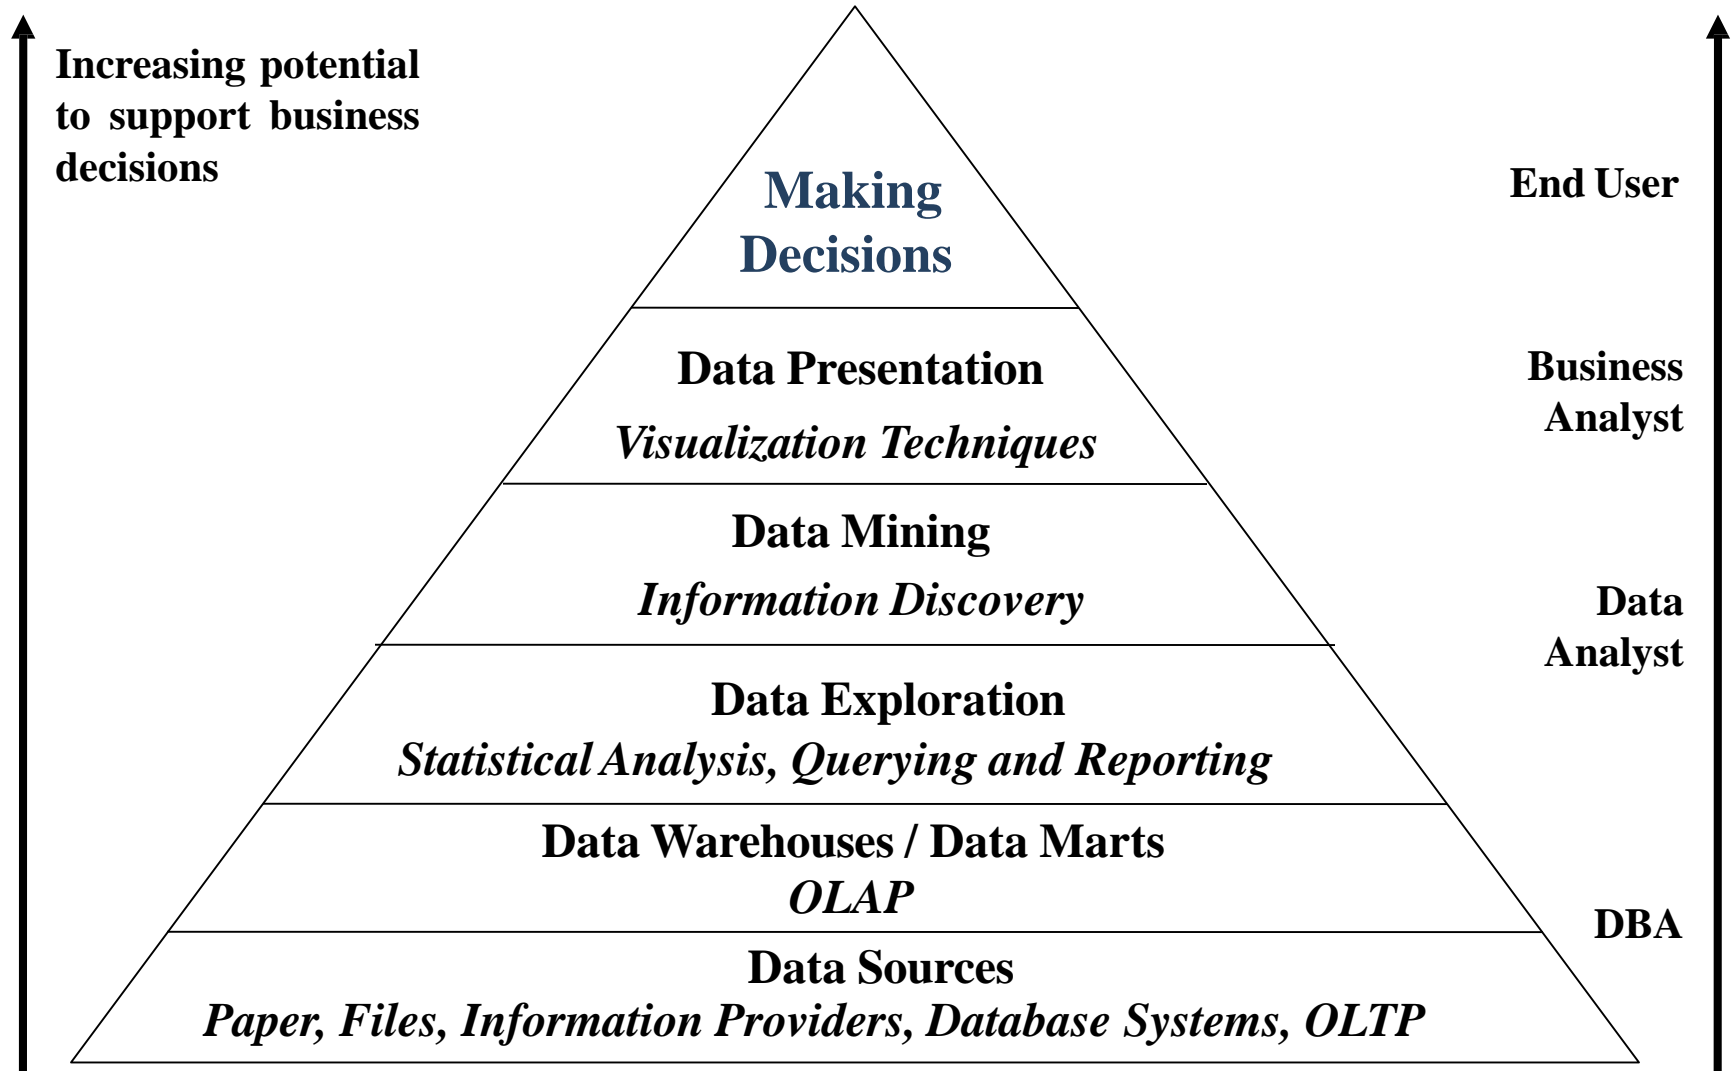 Increasing potential
to support business
decisions
Making
Decisions
End User
Data Presentation
Visualization Techniques
Business
Analyst
Data Mining
Information Discovery
Data
Analyst
Data Exploration
Statistical Analysis, Querying and Reporting
Data Warehouses / Data Marts
OLAP
DBA
Data Sources
Paper, Files, Information Providers, Database Systems, OLTP